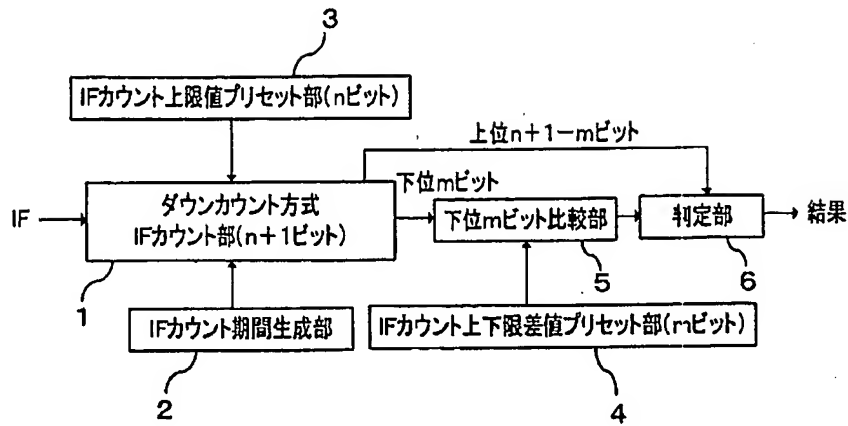 3
IFカウント上限値プリセット部(nビット)
上位n+1-mビット
下位mビット
IF
ダウンカウント方式
IFカウント部(n+1ビット)
下位mビット比較部
判定部
結果
1
5
6
IFカウント期間生成部
IFカウント上下限差値プリセット部(mビット)
2
4